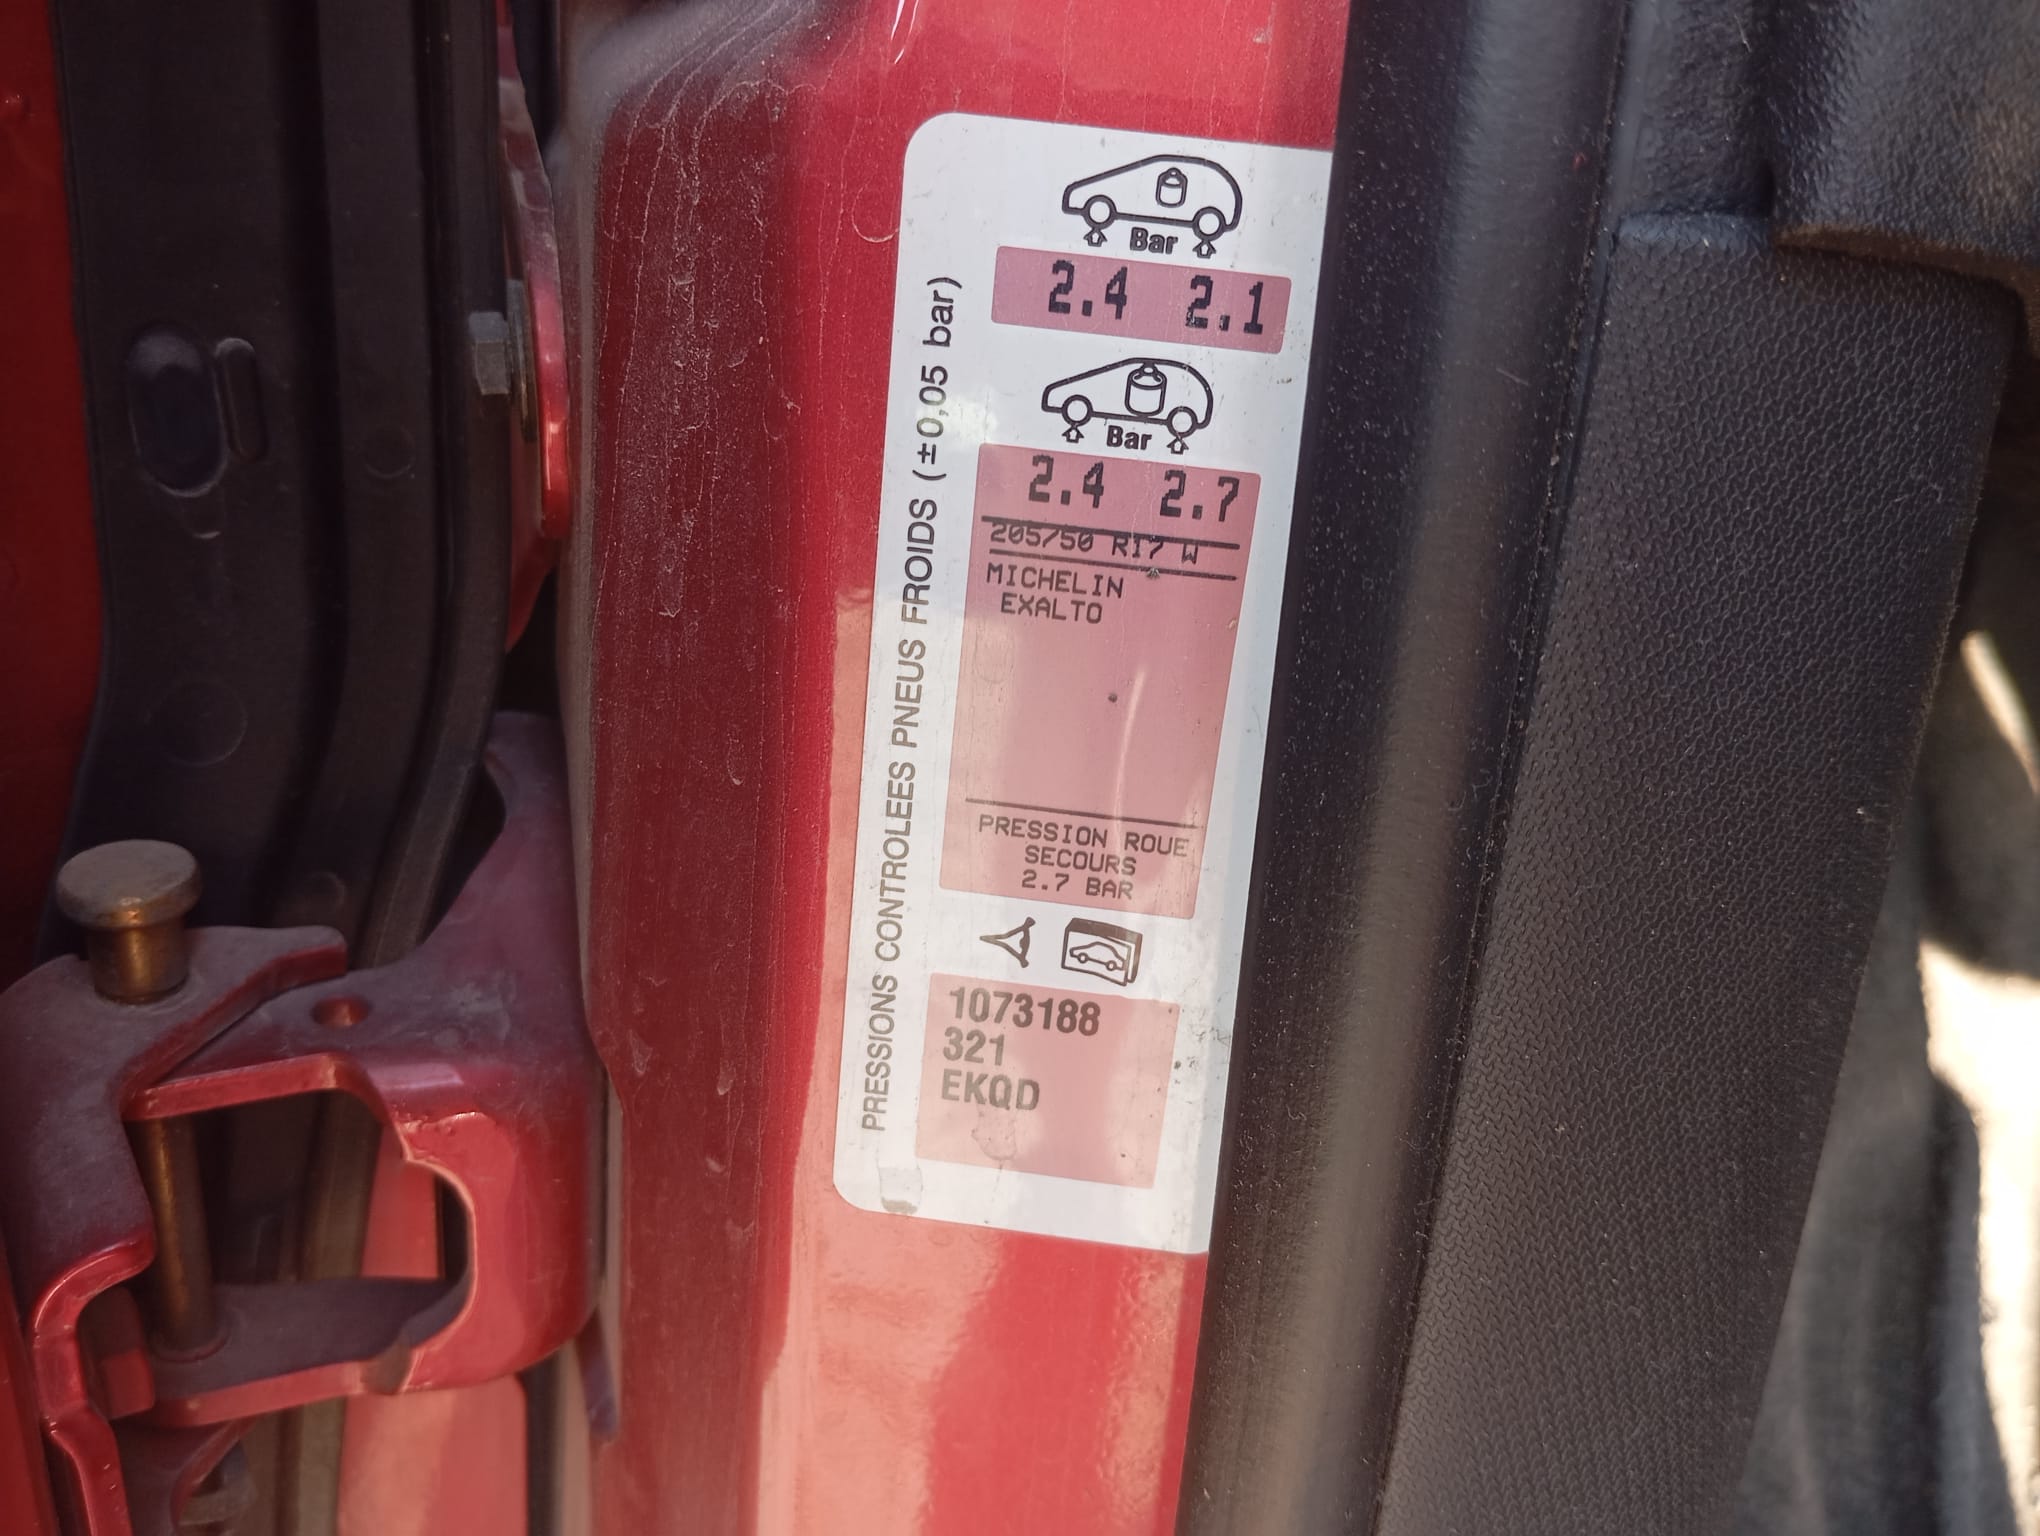 Bar
2.4 2.1
Bar
2.4 2.7
205/50 R17 W
MICHELIN
EXALTO
PRESSION ROUE
SECOURS
2.7 BAR
1073188
321
EKQD
PRESSIONS CONTROLEES PNEUS FROIDS (±0,05 bar)